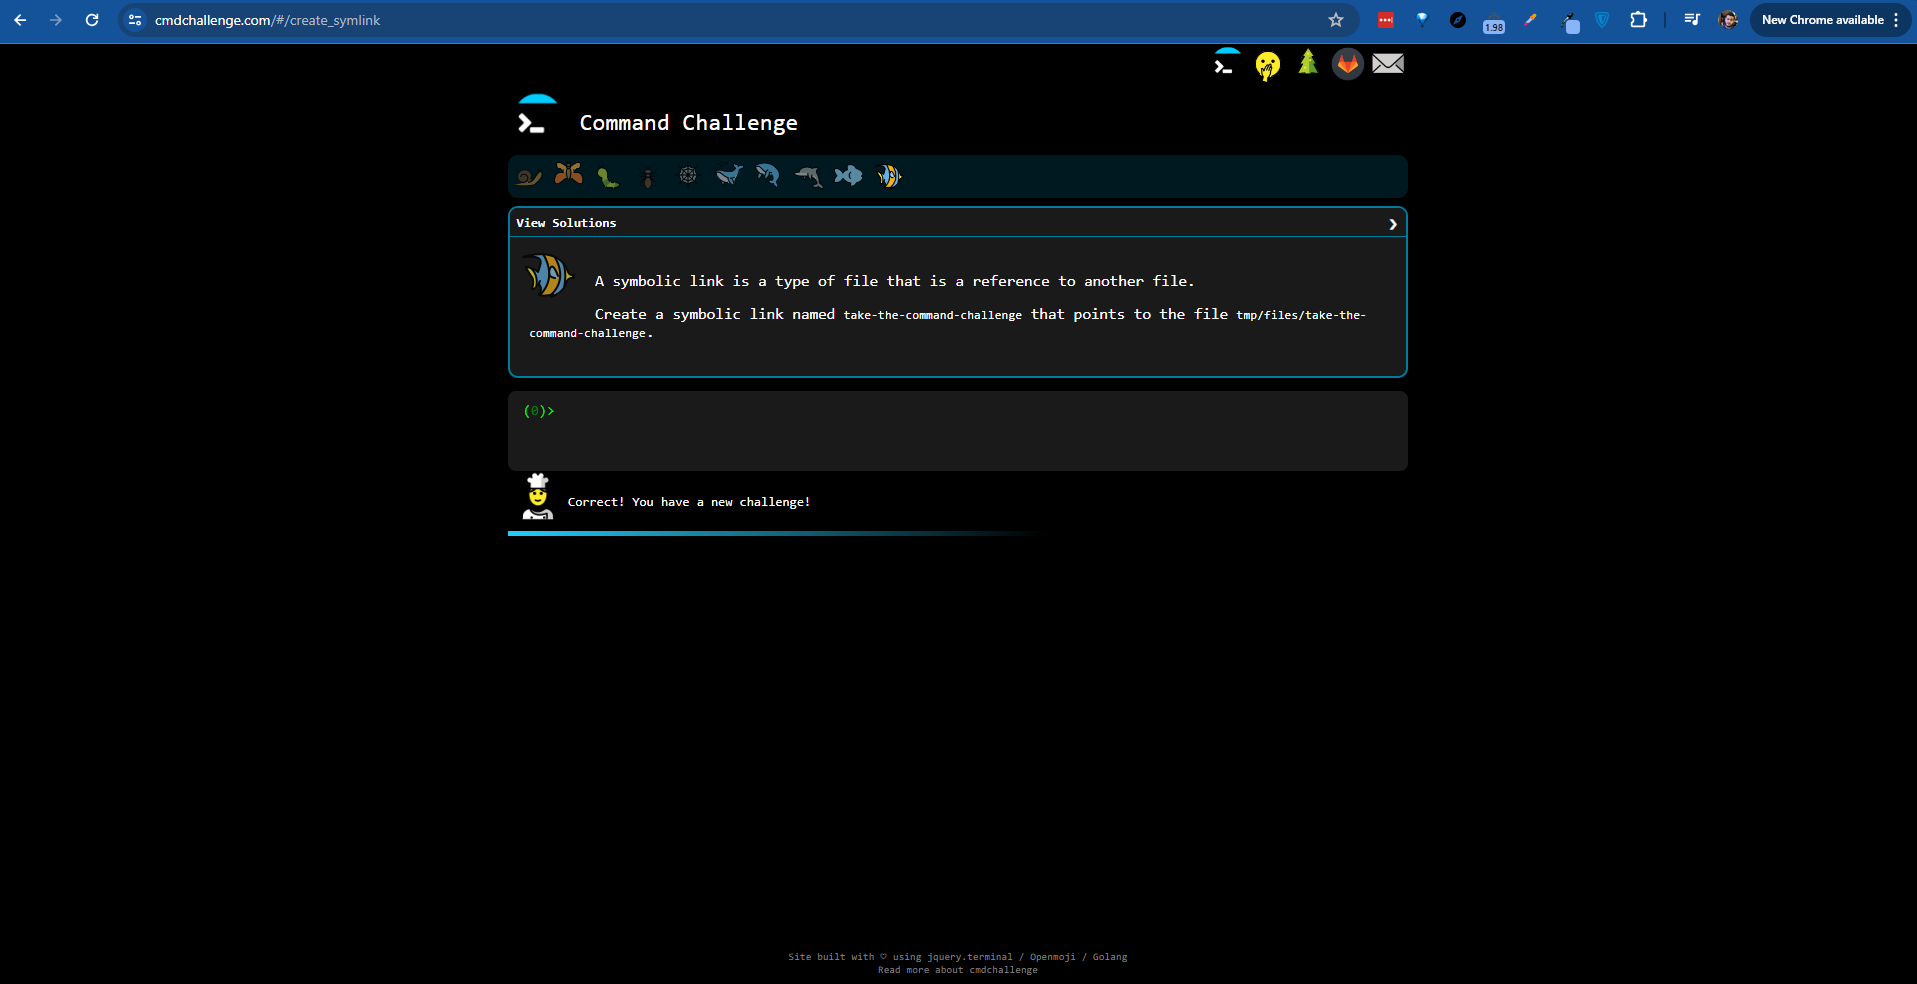 cmdchallenge.com/#/create_symlink
1.98
New Chrome available
Command Challenge
View Solutions
A symbolic link is a type of file that is a reference to another file.
Create a symbolic link named take-the-command-challenge that points to the file tmp/files/take-the-
command-challenge.
(0)>
Correct! You have a new challenge!
Site built with ♡ using jquery.terminal / Openmoji / Golang
Read more about cmdchallenge